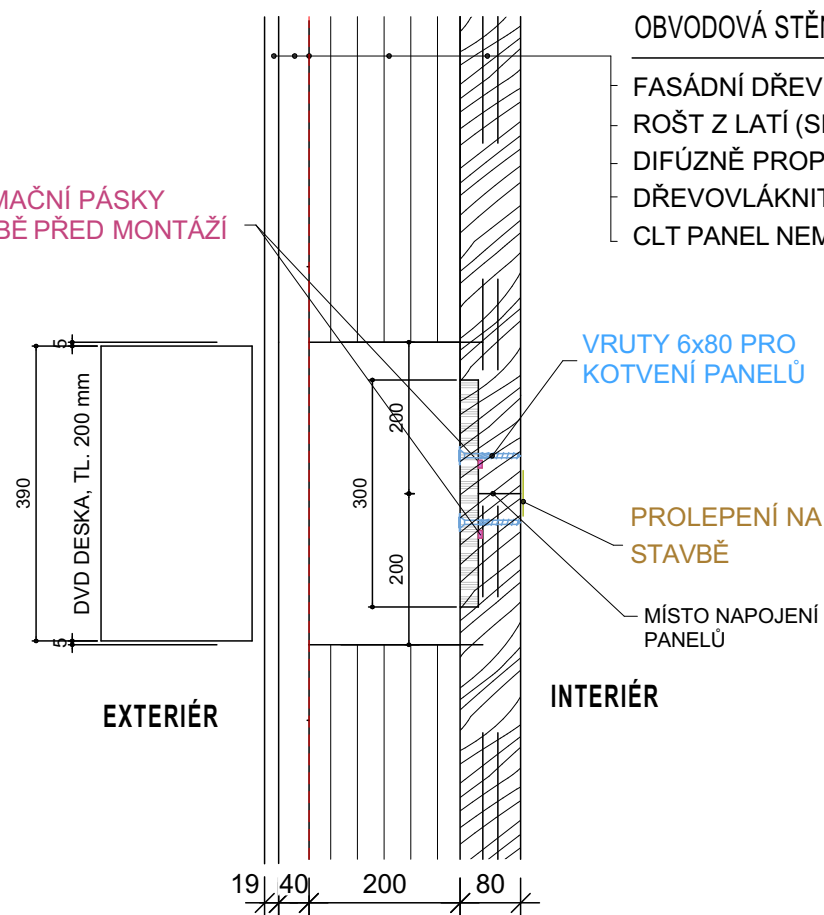 OBVODOVÁ STĚN
FASÁDNÍ DŘEV
ROŠT Z LATÍ (S
DIFÚZNĚ PROP
DŘEVOVLÁKNIT
CLT PANEL NEM
MAČNÍ PÁSKY
BĚ PŘED MONTÁŽÍ
VRUTY 6x80 PRO
KOTVENÍ PANELŮ
5
390
DVD DESKA, TL. 200 mm
5
200
300
200
PROLEPENÍ NA
STAVBĚ
MÍSTO NAPOJENÍ
PANELŮ
EXTERIÉR
INTERIÉR
19 40 200 80